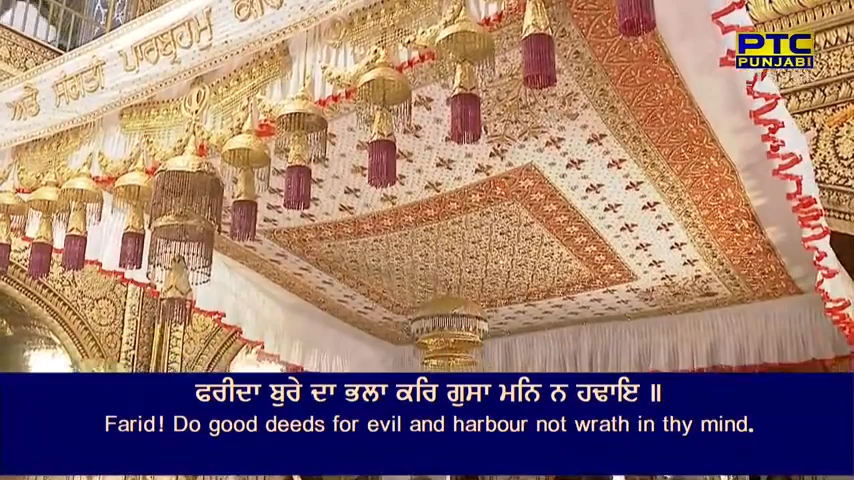 PTC
PUNJABI
ਫਰੀਦਾ ਬੁਰੇ ਦਾ ਭਲਾ ਕਰਿ ਗੁਸਾ ਮਨਿ ਨ ਹਢਾਇ ॥
Farid! Do good deeds for evil and harbour not wrath in thy mind.